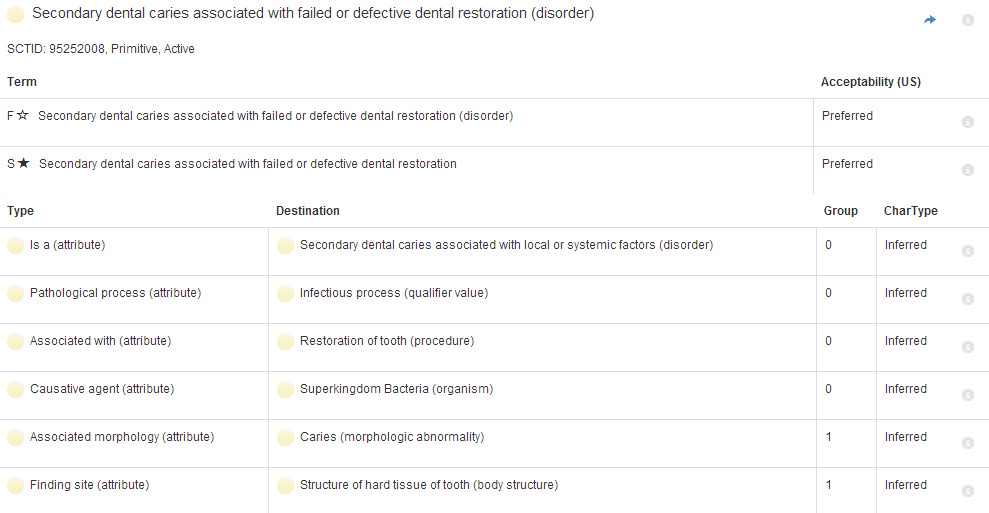 Secondary dental caries associated with failed or defective dental restoration (disorder)
SCTID: 95252008, Primitive, Active
Term Acceptability (US)
F☆ Secondary dental caries associated with failed or defective dental restoration (disorder) Preferred
S★ Secondary dental caries associated with failed or defective dental restoration Preferred
Type Destination Group CharType
Is a (attribute) Secondary dental caries associated with local or systemic factors (disorder) 0 Inferred
Pathological process (attribute) Infectious process (qualifier value) 0 Inferred
Associated with (attribute) Restoration of tooth (procedure) 0 Inferred
Causative agent (attribute) Superkingdom Bacteria (organism) 0 Inferred
Associated morphology (attribute) Caries (morphologic abnormality) 1 Inferred
Finding site (attribute) Structure of hard tissue of tooth (body structure) 1 Inferred